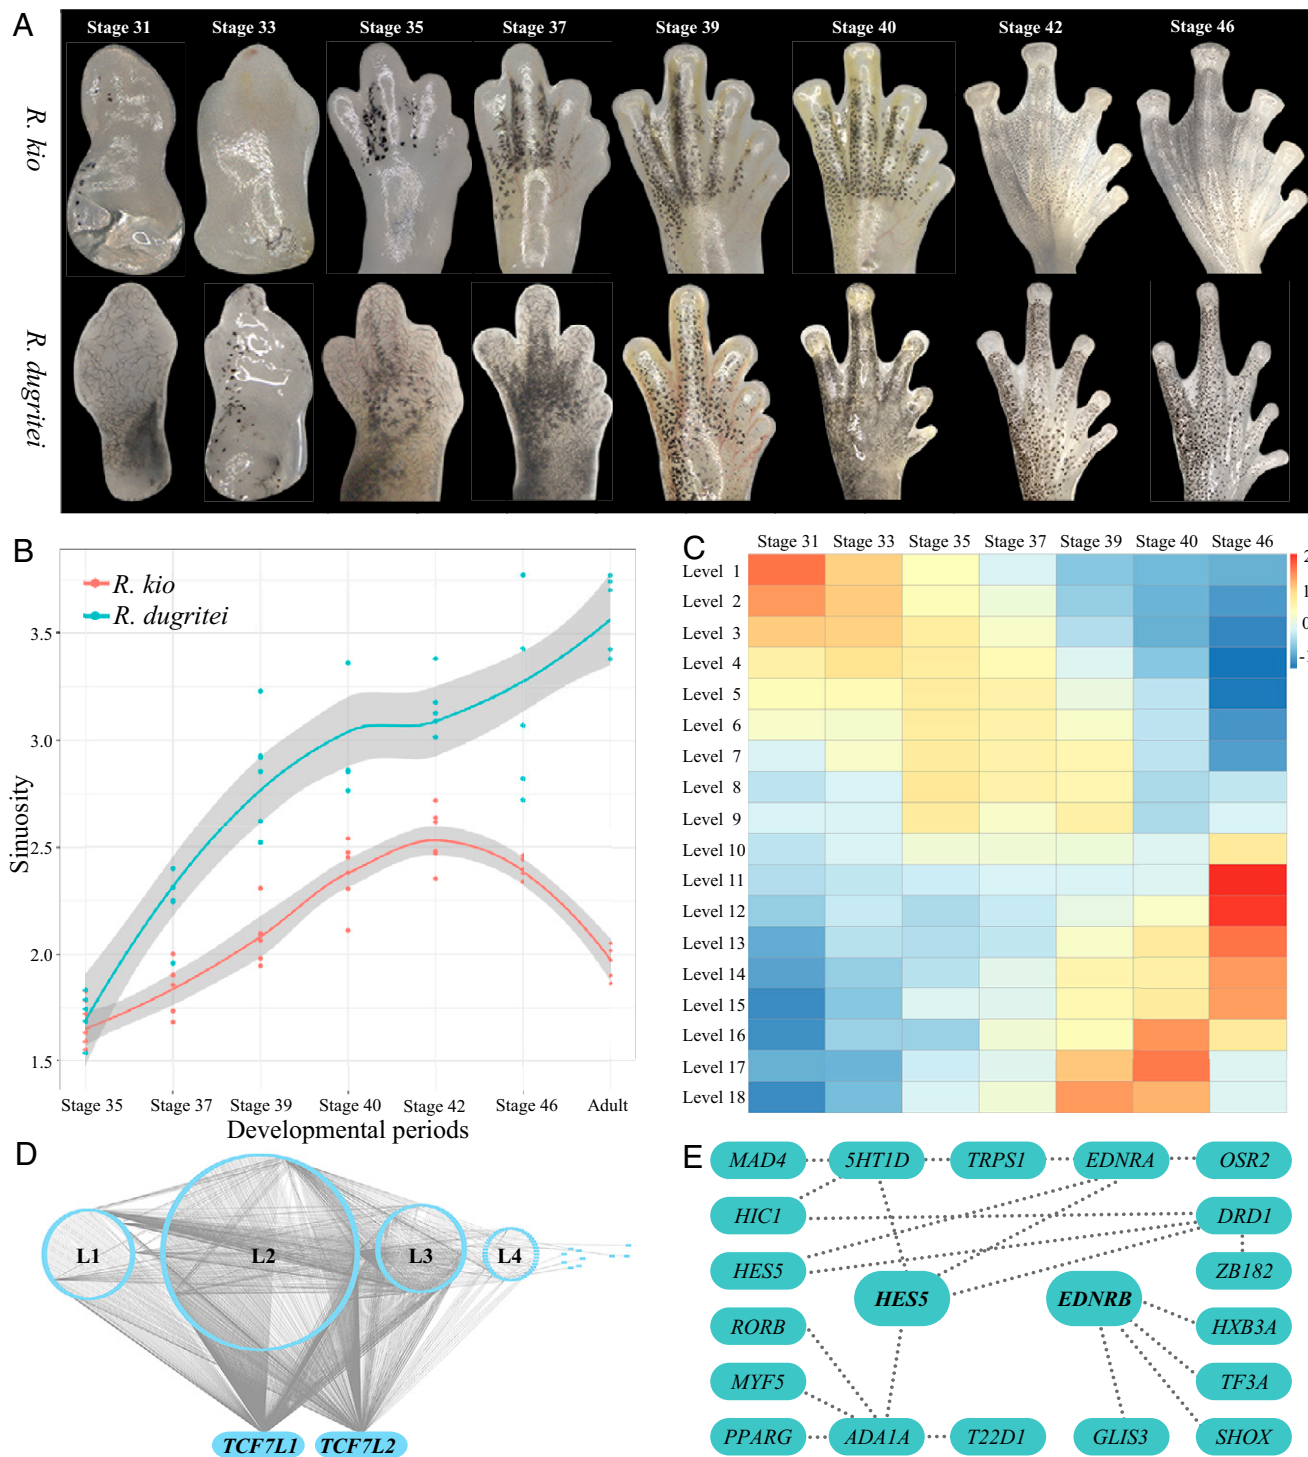 A
Stage 31 Stage 33 Stage 35 Stage 37 Stage 39 Stage 40 Stage 42 Stage 46
R. kio
R. dugritei
B
R. kio
R. dugritei
Sinuosity
3.5
3.0
2.5
2.0
1.5
Stage 35 Stage 37 Stage 39 Stage 40 Stage 42 Stage 46 Adult
Developmental periods
C
Stage 31 Stage 33 Stage 35 Stage 37 Stage 39 Stage 40 Stage 46
Level 1
Level 2
Level 3
Level 4
Level 5
Level 6
Level 7
Level 8
Level 9
Level 10
Level 11
Level 12
Level 13
Level 14
Level 15
Level 16
Level 17
Level 18
2
1
0
-1
D
L1 L2 L3 L4
TCF7L1 TCF7L2
E
MAD4 5HT1D TRPS1 EDNRA OSR2
HIC1 DRD1
HES5 ZB182
HES5 EDNRB
RORB HXB3A
MYF5 TF3A
PPARG ADA1A T22D1 GLIS3 SHOX